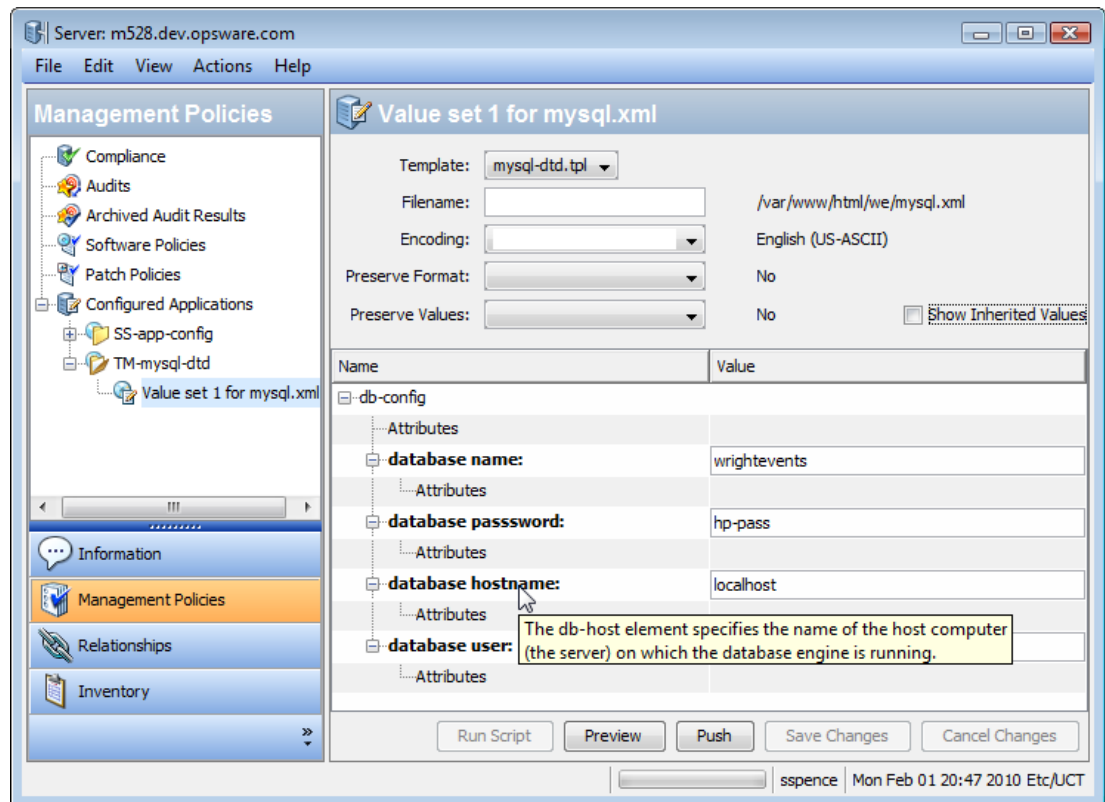 Server: m528.dev.opsware.com
File Edit View Actions Help
Management Policies
Compliance
Audits
Archived Audit Results
Software Policies
Patch Policies
Configured Applications
SS-app-config
TM-mysql-dtd
Value set 1 for mysql.xml
Information
Management Policies
Relationships
Inventory
»
Value set 1 for mysql.xml
Template: mysql-dtd.tpl
Filename: /var/www/html/we/mysql.xml
Encoding: English (US-ASCII)
Preserve Format: No
Preserve Values: No Show Inherited Values
Name Value
db-config
Attributes
database name: wrightevents
Attributes
database passsword: hp-pass
Attributes
database hostname: localhost
Attributes
The db-host element specifies the name of the host computer
(the server) on which the database engine is running.
database user:
Attributes
Run Script Preview Push Save Changes Cancel Changes
sspence Mon Feb 01 20:47 2010 Etc/UCT